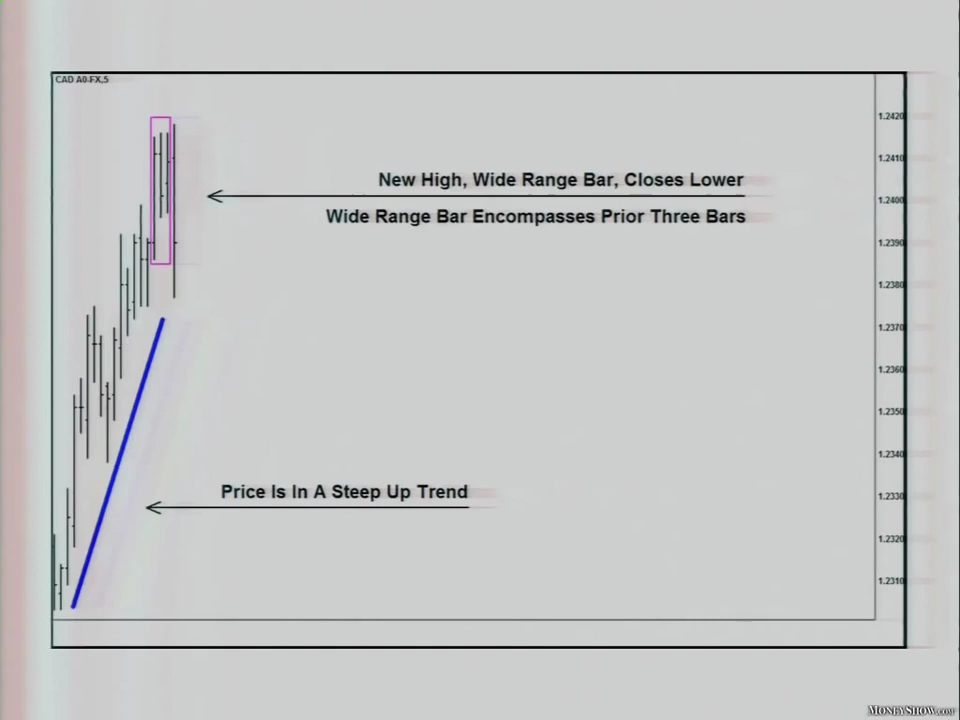 CAD A0-FX,5
1.2420
1.2410
New High, Wide Range Bar, Closes Lower
1.2400
Wide Range Bar Encompasses Prior Three Bars
1.2390
1.2380
1.2370
1.2360
1.2350
1.2340
Price Is In A Steep Up Trend
1.2330
1.2320
1.2310
MONEYSHOW.COM